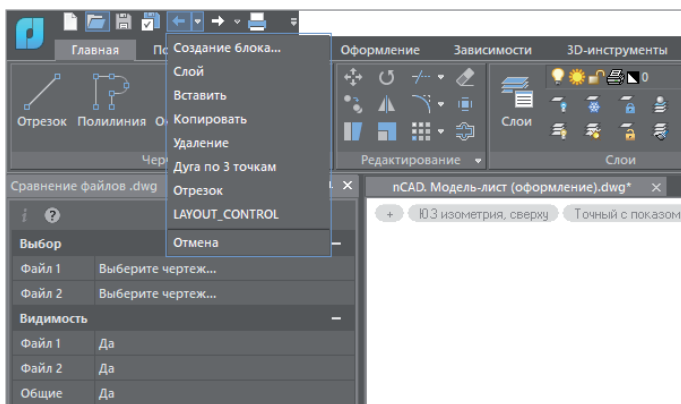 Главная
Оформление
Зависимости
3D-инструменты
Создание блока...
Слой
Вставить
Копировать
Удаление
Дуга по 3 точкам
Отрезок
LAYOUT_CONTROL
Отмена
Отрезок
Полилиния
0
Слои
Редактирование
Слои
Сравнение файлов .dwg
nCAD. Модель-лист (оформление).dwg*
+
ЮЗ изометрия, сверху
Точный с показом
Выбор
Файл 1
Выберите чертеж...
Файл 2
Выберите чертеж...
Видимость
Файл 1
Да
Файл 2
Да
Общие
Да